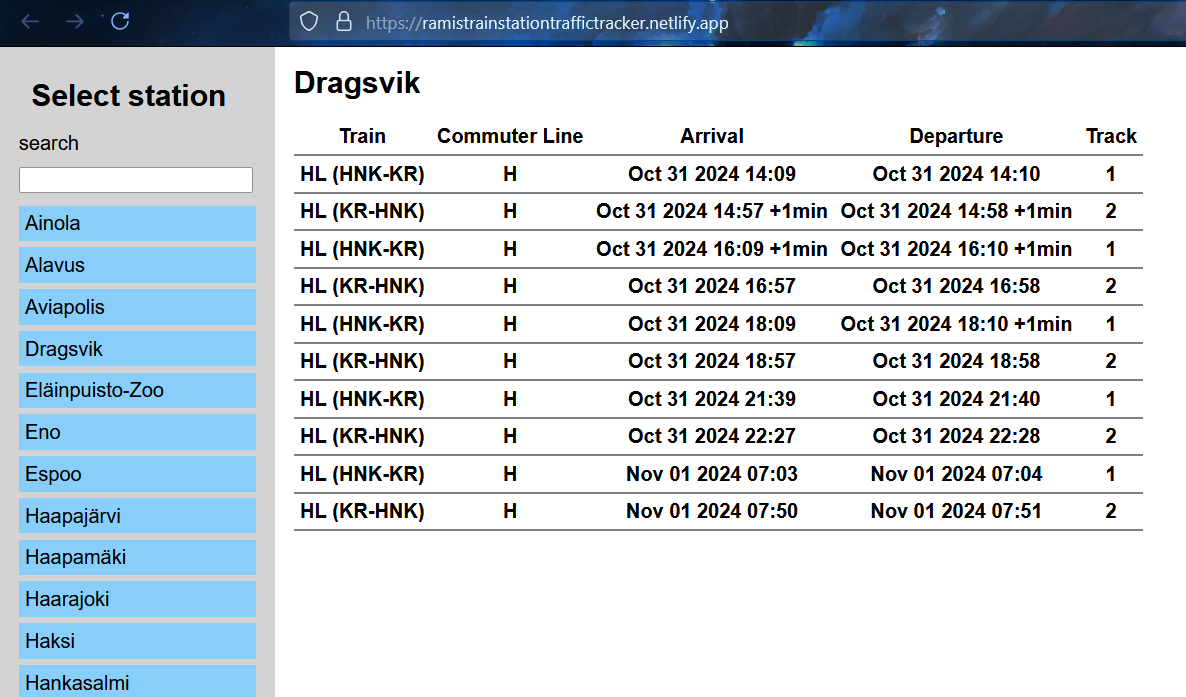 https://ramistrainstationtraffictracker.netlify.app
Select station
search
Ainola
Alavus
Aviapolis
Dragsvik
Eläinpuisto-Zoo
Eno
Espoo
Haapajärvi
Haapamäki
Haarajoki
Haksi
Hankasalmi
Dragsvik
Train Commuter Line Arrival Departure Track
HL (HNK-KR) H Oct 31 2024 14:09 Oct 31 2024 14:10 1
HL (KR-HNK) H Oct 31 2024 14:57 +1min Oct 31 2024 14:58 +1min 2
HL (HNK-KR) H Oct 31 2024 16:09 +1min Oct 31 2024 16:10 +1min 1
HL (KR-HNK) H Oct 31 2024 16:57 Oct 31 2024 16:58 2
HL (HNK-KR) H Oct 31 2024 18:09 Oct 31 2024 18:10 +1min 1
HL (KR-HNK) H Oct 31 2024 18:57 Oct 31 2024 18:58 2
HL (HNK-KR) H Oct 31 2024 21:39 Oct 31 2024 21:40 1
HL (KR-HNK) H Oct 31 2024 22:27 Oct 31 2024 22:28 2
HL (HNK-KR) H Nov 01 2024 07:03 Nov 01 2024 07:04 1
HL (KR-HNK) H Nov 01 2024 07:50 Nov 01 2024 07:51 2